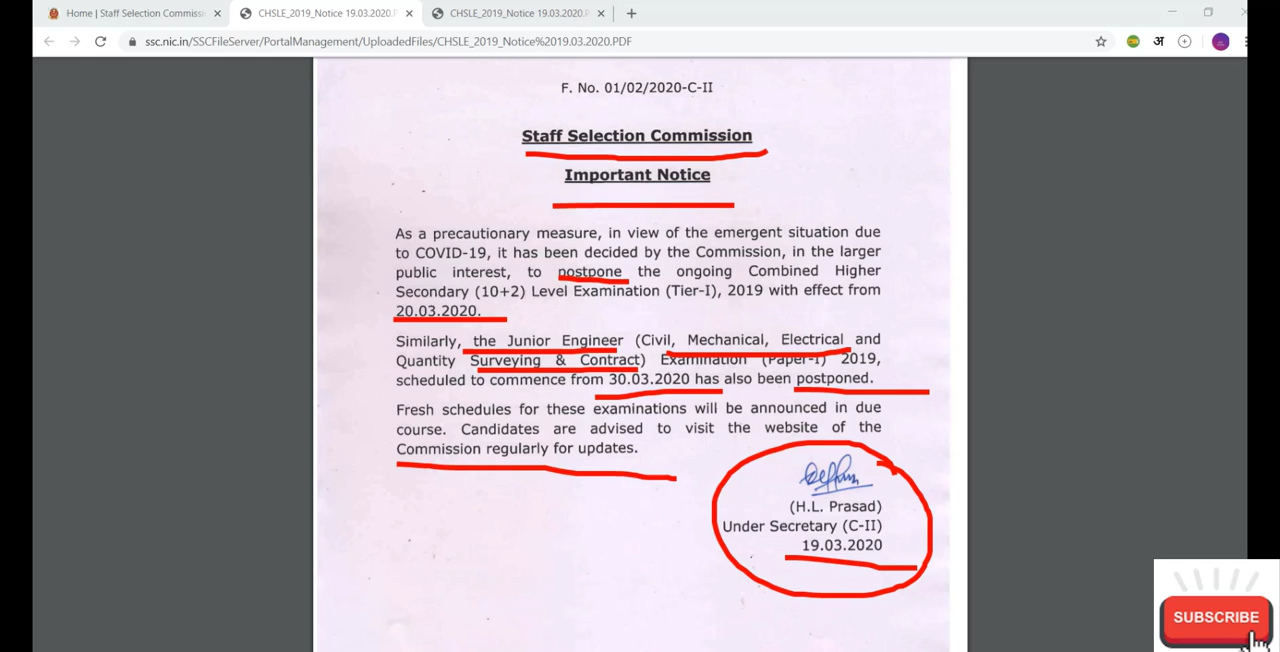 Home | Staff Selection Commissi
CHSLE_2019_Notice 19.03.2020.P
CHSLE_2019_Notice 19.03.2020.P
ssc.nic.in/SSCFileServer/PortalManagement/UploadedFiles/CHSLE_2019_Notice%2019.03.2020.PDF
अ
F. No. 01/02/2020-C-II
Staff Selection Commission
Important Notice
As a precautionary measure, in view of the emergent situation due
to COVID-19, it has been decided by the Commission, in the larger
public interest, to postpone the ongoing Combined Higher
Secondary (10+2) Level Examination (Tier-I), 2019 with effect from
20.03.2020.
Similarly, the Junior Engineer (Civil, Mechanical, Electrical and
Quantity Surveying & Contract) Examination (Paper-I) 2019,
scheduled to commence from 30.03.2020 has also been postponed.
Fresh schedules for these examinations will be announced in due
course. Candidates are advised to visit the website of the
Commission regularly for updates.
(H.L. Prasad)
Under Secretary (C-II)
19.03.2020
SUBSCRIBE